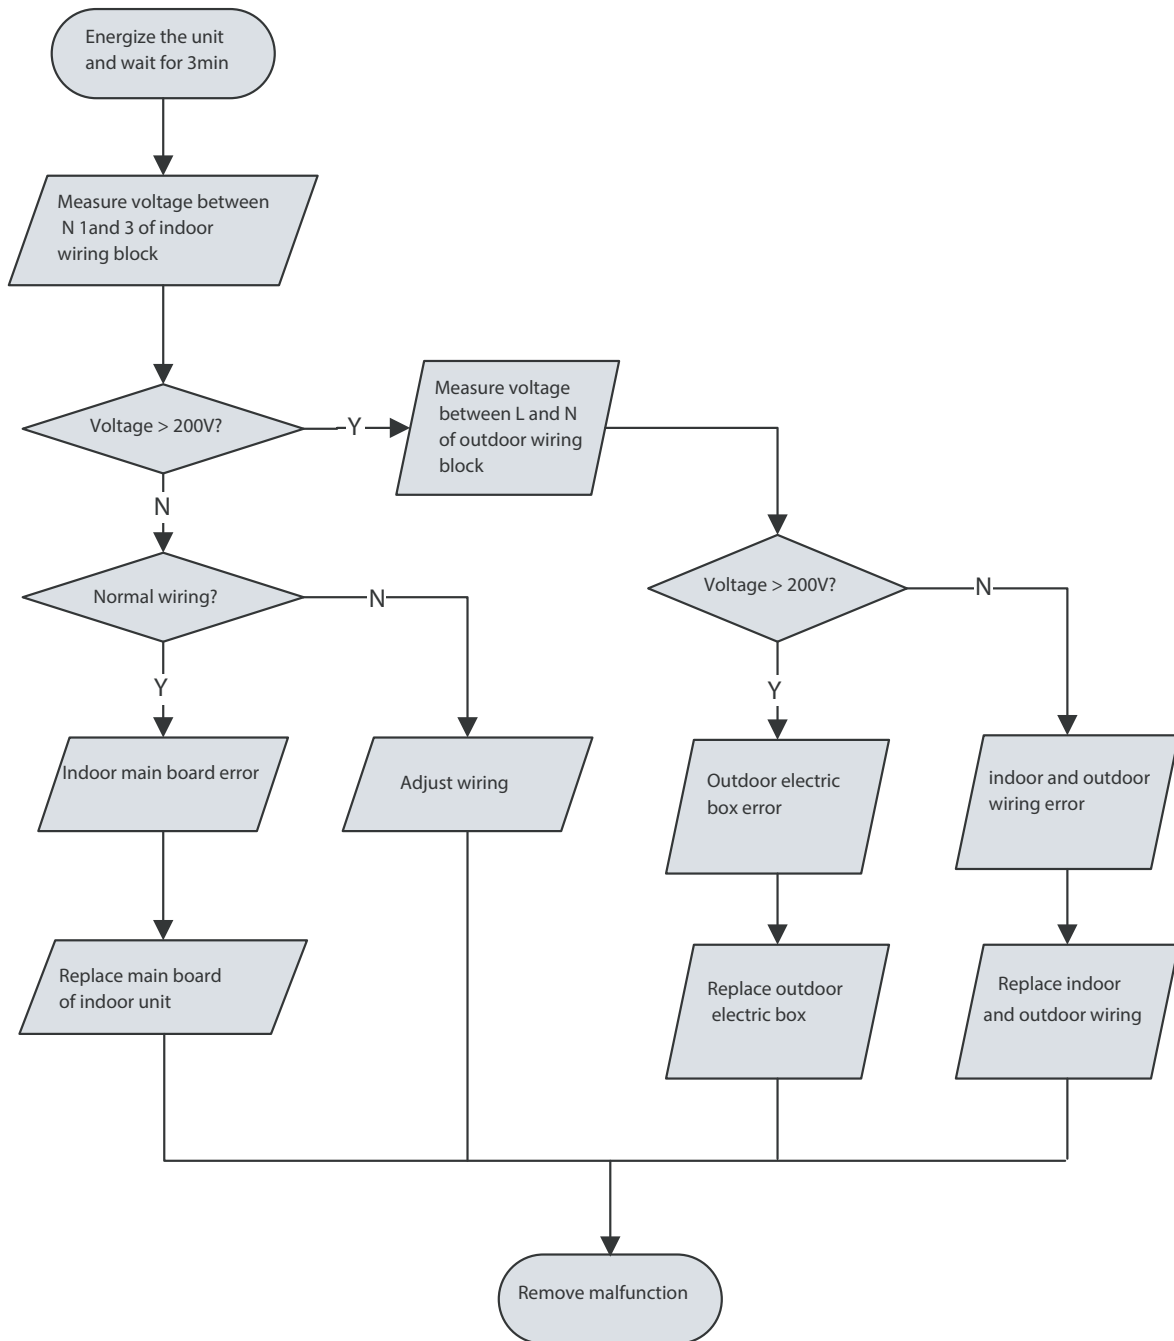 Energize the unit
and wait for 3min
Measure voltage between
N 1and 3 of indoor
wiring block
Voltage > 200V?
Y
Measure voltage
between L and N
of outdoor wiring
block
N
Normal wiring?
N
Voltage > 200V?
N
Y
Y
Indoor main board error
Adjust wiring
Outdoor electric
box error
indoor and outdoor
wiring error
Replace main board
of indoor unit
Replace outdoor
electric box
Replace indoor
and outdoor wiring
Remove malfunction